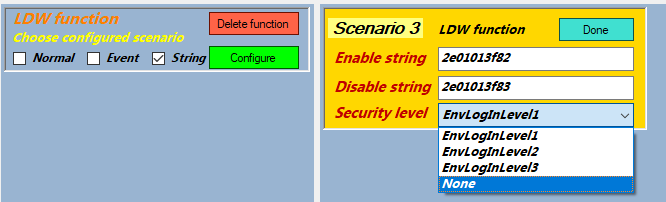 LDW function
Delete function
Choose configured scenario
Normal Event String Configure
Scenario 3 LDW function Done
Enable string 2e01013f82
Disable string 2e01013f83
Security level EnvLogInLevel1
EnvLogInLevel1
EnvLogInLevel2
EnvLogInLevel3
None